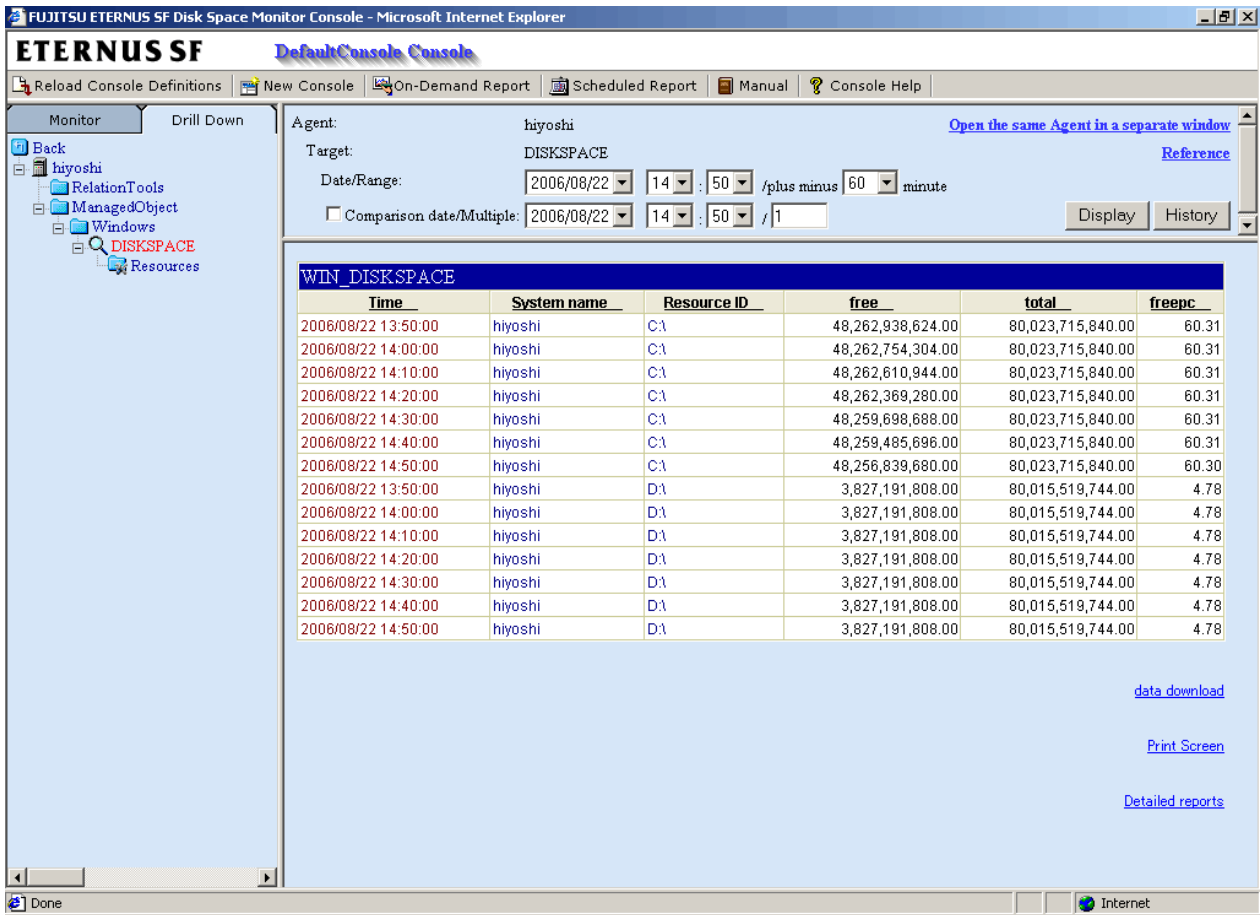 FUJITSU ETERNUS SF Disk Space Monitor Console - Microsoft Internet Explorer
ETERNUS SF DefaultConsole Console
Reload Console Definitions New Console On-Demand Report Scheduled Report Manual Console Help
Monitor Drill Down
Back
hiyoshi
RelationTools
ManagedObject
Windows
DISKSPACE
Resources
Agent: hiyoshi Open the same Agent in a separate window
Target: DISKSPACE Reference
Date/Range: 2006/08/22 14 : 50 /plus minus 60 minute
Comparison date/Multiple: 2006/08/22 14 : 50 / 1 Display History
WIN_DISKSPACE
Time System name Resource ID free total freepc
2006/08/22 13:50:00 hiyoshi C:\ 48,262,938,624.00 80,023,715,840.00 60.31
2006/08/22 14:00:00 hiyoshi C:\ 48,262,754,304.00 80,023,715,840.00 60.31
2006/08/22 14:10:00 hiyoshi C:\ 48,262,610,944.00 80,023,715,840.00 60.31
2006/08/22 14:20:00 hiyoshi C:\ 48,262,369,280.00 80,023,715,840.00 60.31
2006/08/22 14:30:00 hiyoshi C:\ 48,259,698,688.00 80,023,715,840.00 60.31
2006/08/22 14:40:00 hiyoshi C:\ 48,259,485,696.00 80,023,715,840.00 60.31
2006/08/22 14:50:00 hiyoshi C:\ 48,256,839,680.00 80,023,715,840.00 60.30
2006/08/22 13:50:00 hiyoshi D:\ 3,827,191,808.00 80,015,519,744.00 4.78
2006/08/22 14:00:00 hiyoshi D:\ 3,827,191,808.00 80,015,519,744.00 4.78
2006/08/22 14:10:00 hiyoshi D:\ 3,827,191,808.00 80,015,519,744.00 4.78
2006/08/22 14:20:00 hiyoshi D:\ 3,827,191,808.00 80,015,519,744.00 4.78
2006/08/22 14:30:00 hiyoshi D:\ 3,827,191,808.00 80,015,519,744.00 4.78
2006/08/22 14:40:00 hiyoshi D:\ 3,827,191,808.00 80,015,519,744.00 4.78
2006/08/22 14:50:00 hiyoshi D:\ 3,827,191,808.00 80,015,519,744.00 4.78
data download
Print Screen
Detailed reports
Done Internet